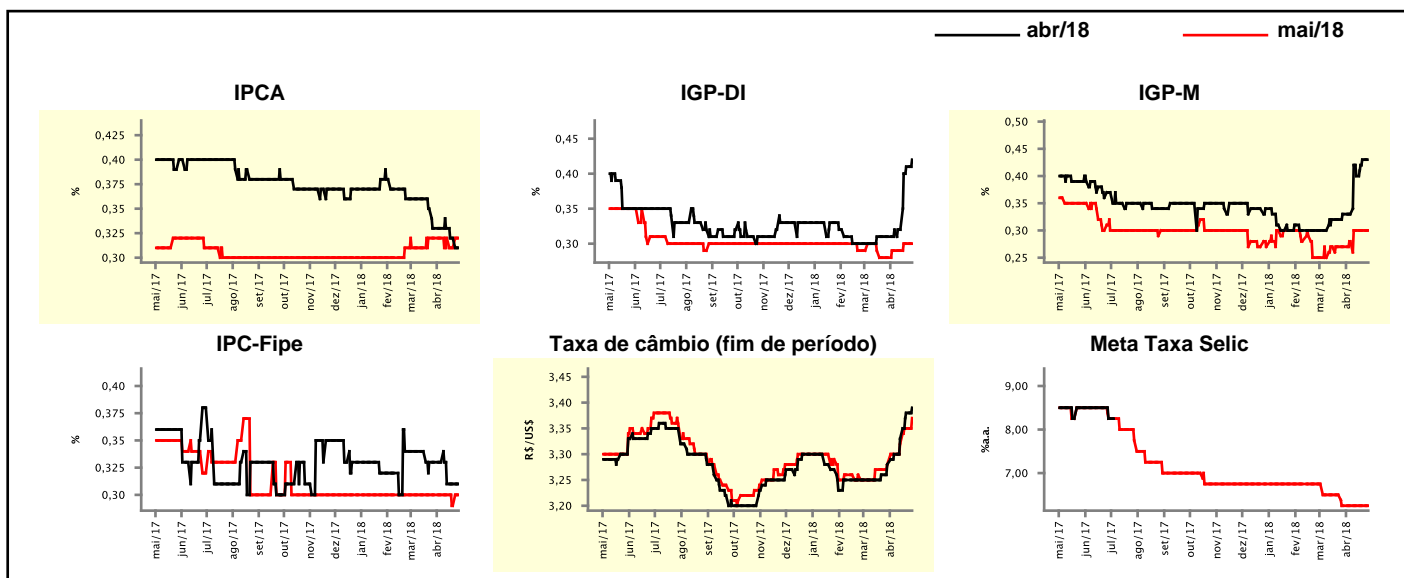 abr/18 mai/18
IPCA
0,425
0,40
0,375
0,35
0,325
0,30
%
mai/17 jun/17 jul/17 ago/17 set/17 out/17 nov/17 dez/17 jan/18 fev/18 mar/18 abr/18
IGP-DI
0,45
0,40
0,35
0,30
%
mai/17 jun/17 jul/17 ago/17 set/17 out/17 nov/17 dez/17 jan/18 fev/18 mar/18 abr/18
IGP-M
0,50
0,45
0,40
0,35
0,30
0,25
%
mai/17 jun/17 jul/17 ago/17 set/17 out/17 nov/17 dez/17 jan/18 fev/18 mar/18 abr/18
IPC-Fipe
0,40
0,375
0,35
0,325
0,30
%
mai/17 jun/17 jul/17 ago/17 set/17 out/17 nov/17 dez/17 jan/18 fev/18 mar/18 abr/18
Taxa de câmbio (fim de período)
3,45
3,40
3,35
3,30
3,20
R$/US$
mai/17 jun/17 jul/17 ago/17 set/17 out/17 nov/17 dez/17 jan/18 fev/18 mar/18 abr/18
Meta Taxa Selic
9,00
8,00
7,00
%a.a.
mai/17 jun/17 jul/17 ago/17 set/17 out/17 nov/17 dez/17 jan/18 fev/18 mar/18 abr/18